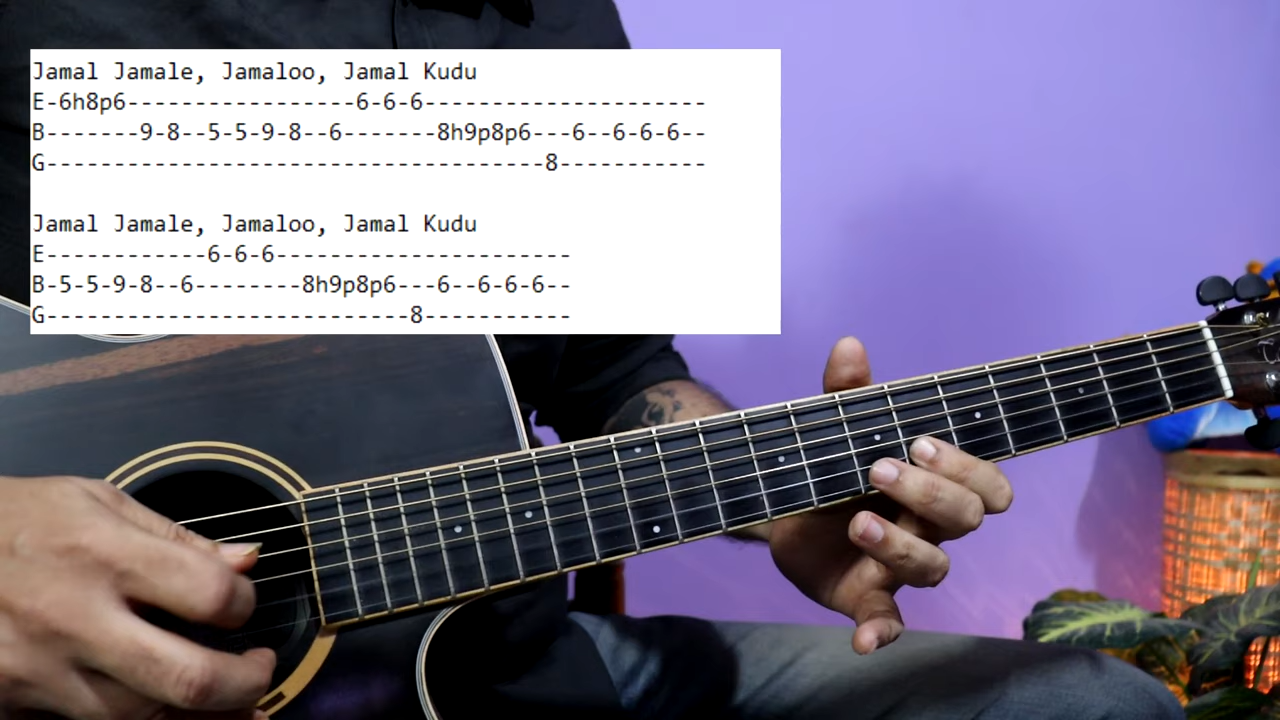 Jamal Jamale, Jamaloo, Jamal Kudu
E-6h8p6-----------------6-6-6---------------------
B-------9-8--5-5-9-8--6-------8h9p8p6---6--6-6-6--
G-------------------------------------8-----------
Jamal Jamale, Jamaloo, Jamal Kudu
E------------6-6-6----------------------
B-5-5-9-8--6--------8h9p8p6---6--6-6-6--
G---------------------------8-----------